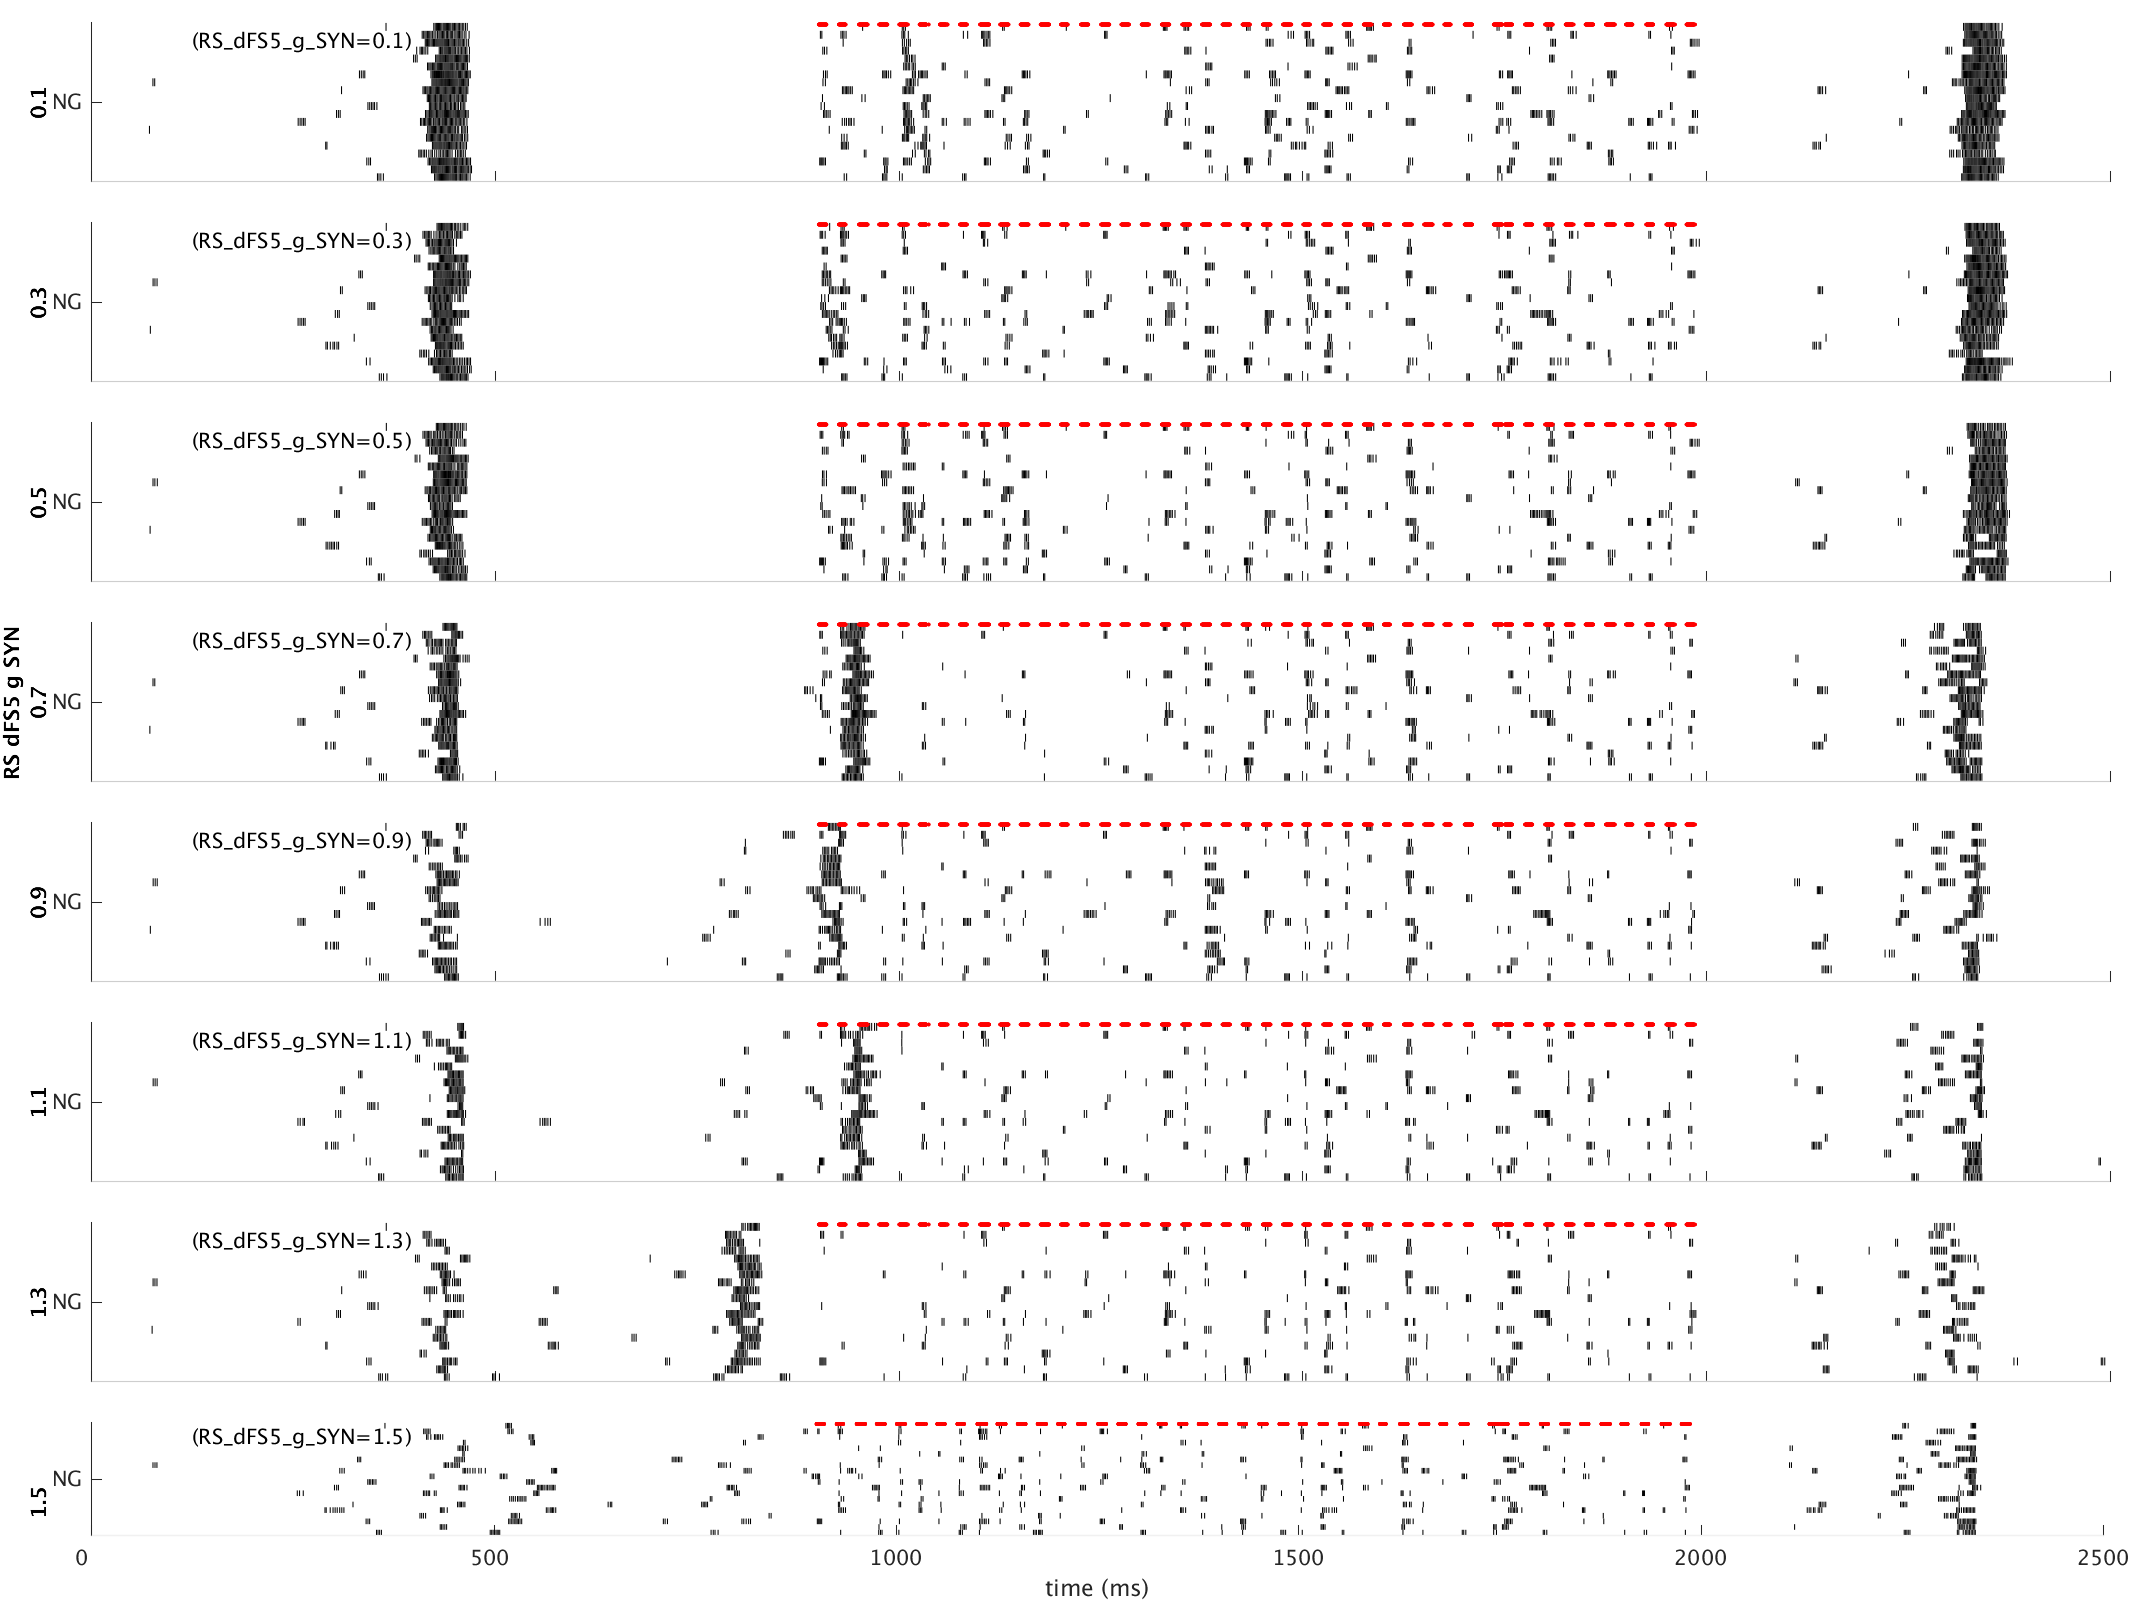 (RS_dFS5_g_SYN=0.1)
0.1
NG
(RS_dFS5_g_SYN=0.3)
0.3
NG
(RS_dFS5_g_SYN=0.5)
0.5
NG
RS dFS5 g SYN
(RS_dFS5_g_SYN=0.7)
0.7
NG
(RS_dFS5_g_SYN=0.9)
0.9
NG
(RS_dFS5_g_SYN=1.1)
1.1
NG
(RS_dFS5_g_SYN=1.3)
1.3
NG
(RS_dFS5_g_SYN=1.5)
1.5
NG
0 500 1000 1500 2000 2500
time (ms)